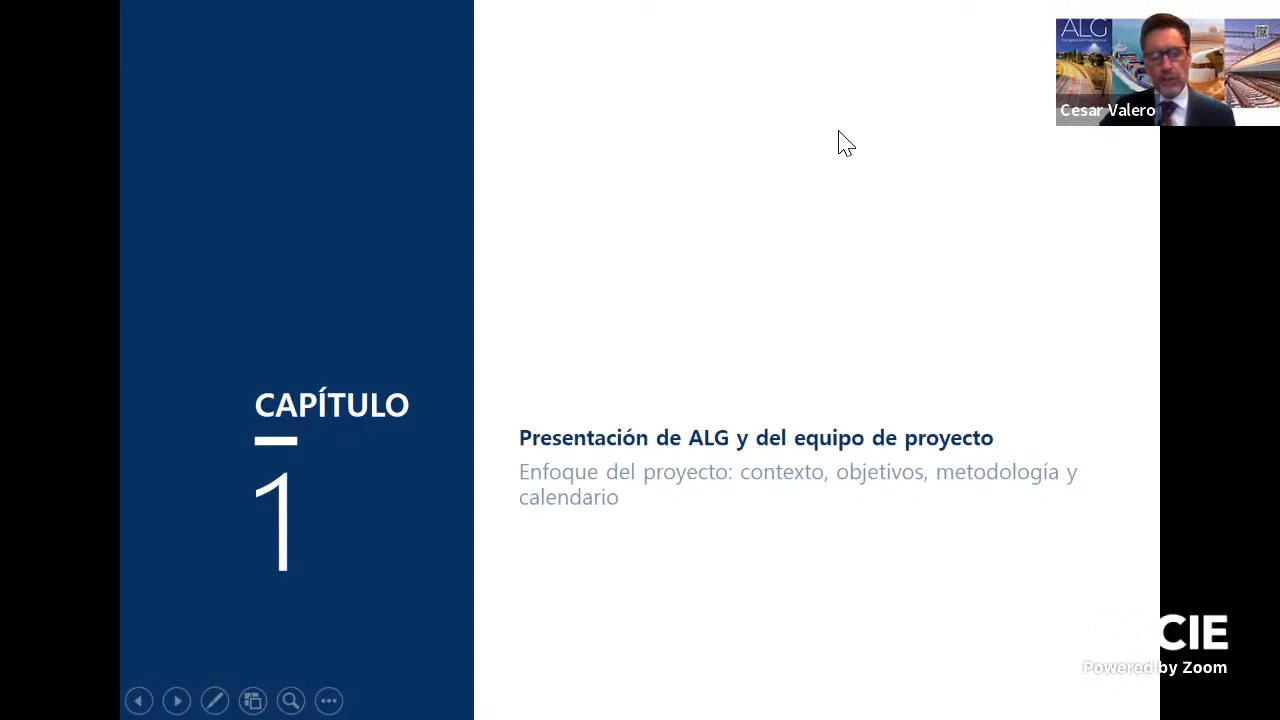 ALG
Cesar Valero
CAPÍTULO
1
Presentación de ALG y del equipo de proyecto
Enfoque del proyecto: contexto, objetivos, metodología y
calendario
CIE
Powered by Zoom